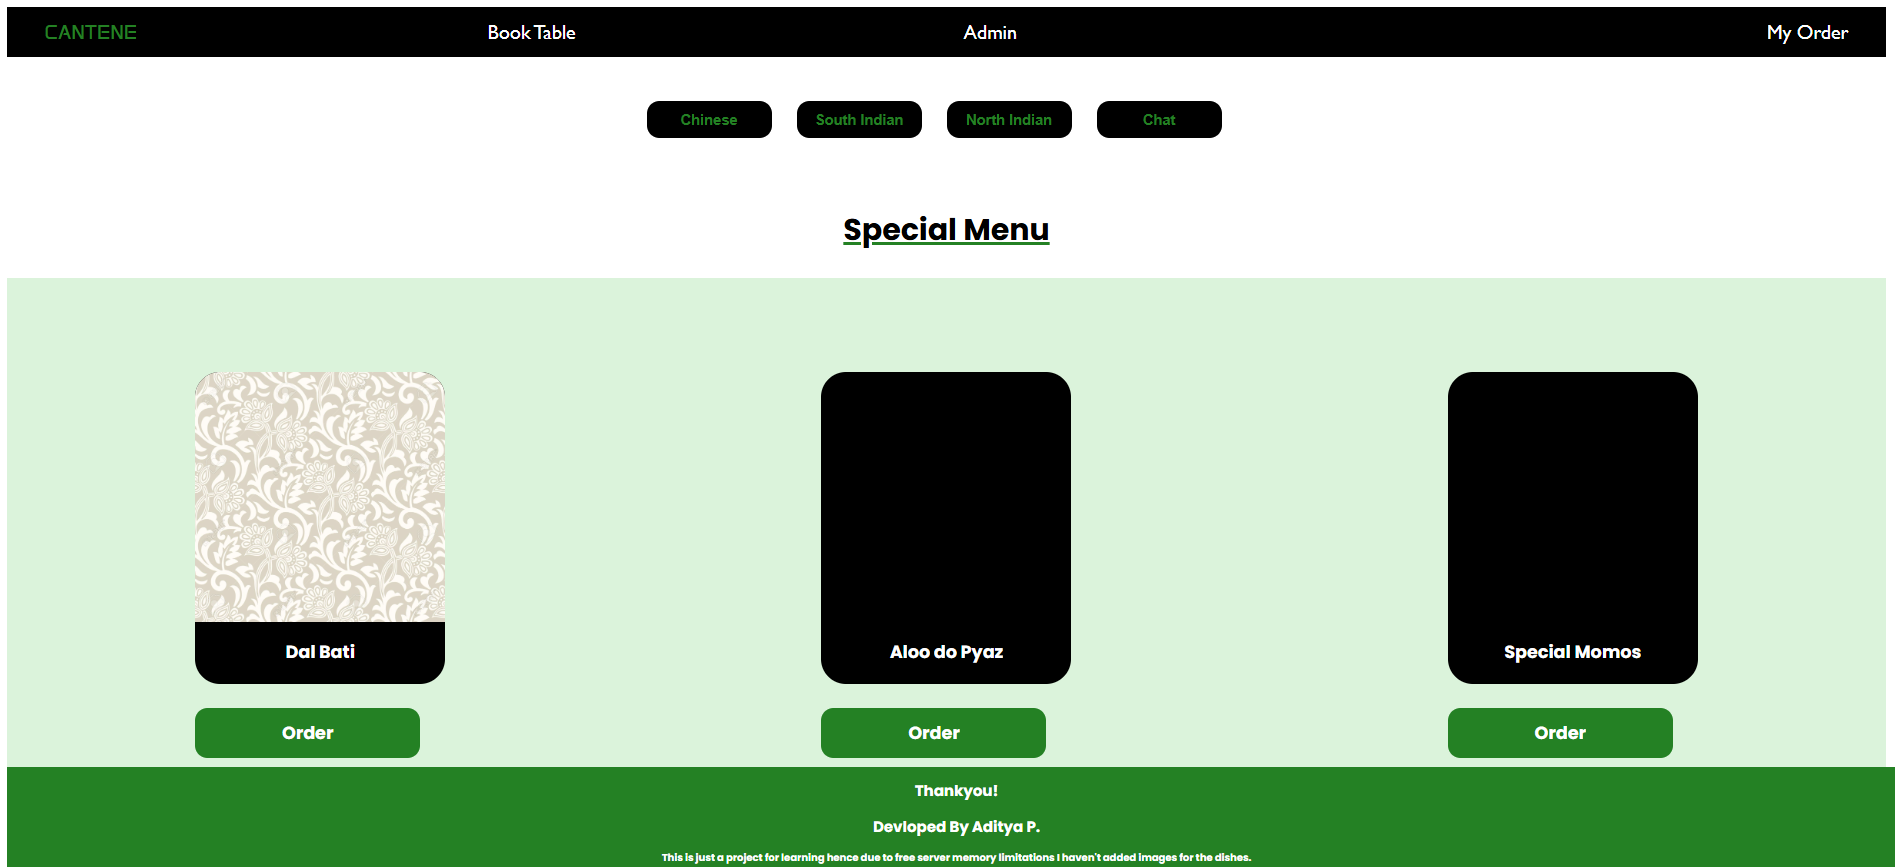 CANTENE Book Table Admin My Order
Chinese South Indian North Indian Chat
Special Menu
Dal Bati Aloo do Pyaz Special Momos
Order Order Order
Thankyou!
Devloped By Aditya P.
This is just a project for learning hence due to free server memory limitations I haven't added images for the dishes.